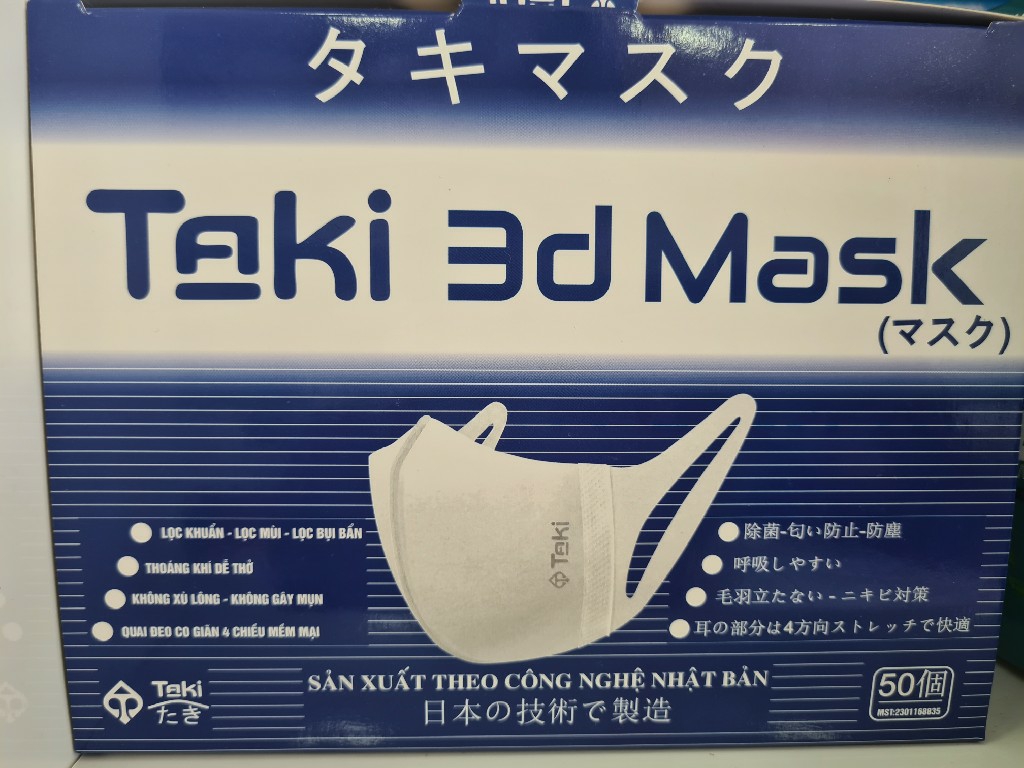 タキマスク
Taki 3d Mask
(マスク)
Taki
LỌC KHUẨN - LỌC MÙI - LỌC BỤI BẨN
THOÁNG KHÍ DỄ THỞ
KHÔNG XÙ LÔNG - KHÔNG GÂY MỤN
QUAI ĐEO CO GIÃN 4 CHIỀU MỀM MẠI
除菌-匂い防止-防塵
呼吸しやすい
毛羽立たない - ニキビ対策
耳の部分は4方向ストレッチで快適
SẢN XUẤT THEO CÔNG NGHỆ NHẬT BẢN
日本の技術で製造
Taki
たき
50個
MST:2301168835